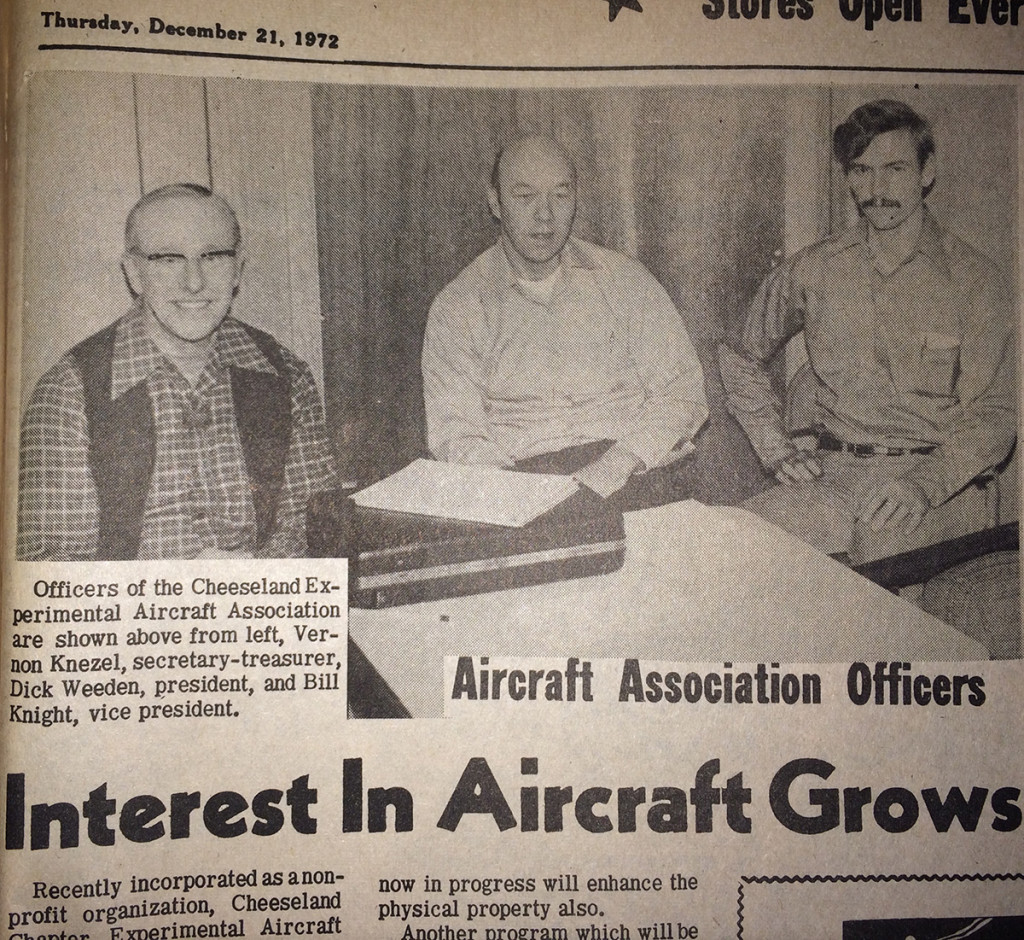 Thursday, December 21, 1972
Stores Open Ever
Officers of the Cheeseland Ex-
perimental Aircraft Association
are shown above from left, Ver-
non Knezel, secretary-treasurer,
Dick Weeden, president, and Bill
Knight, vice president.
Aircraft Association Officers
Interest In Aircraft Grows
Recently incorporated as a non-
profit organization, Cheeseland
Chapter, Experimental Aircraft
now in progress will enhance the
physical property also.
Another program which will be